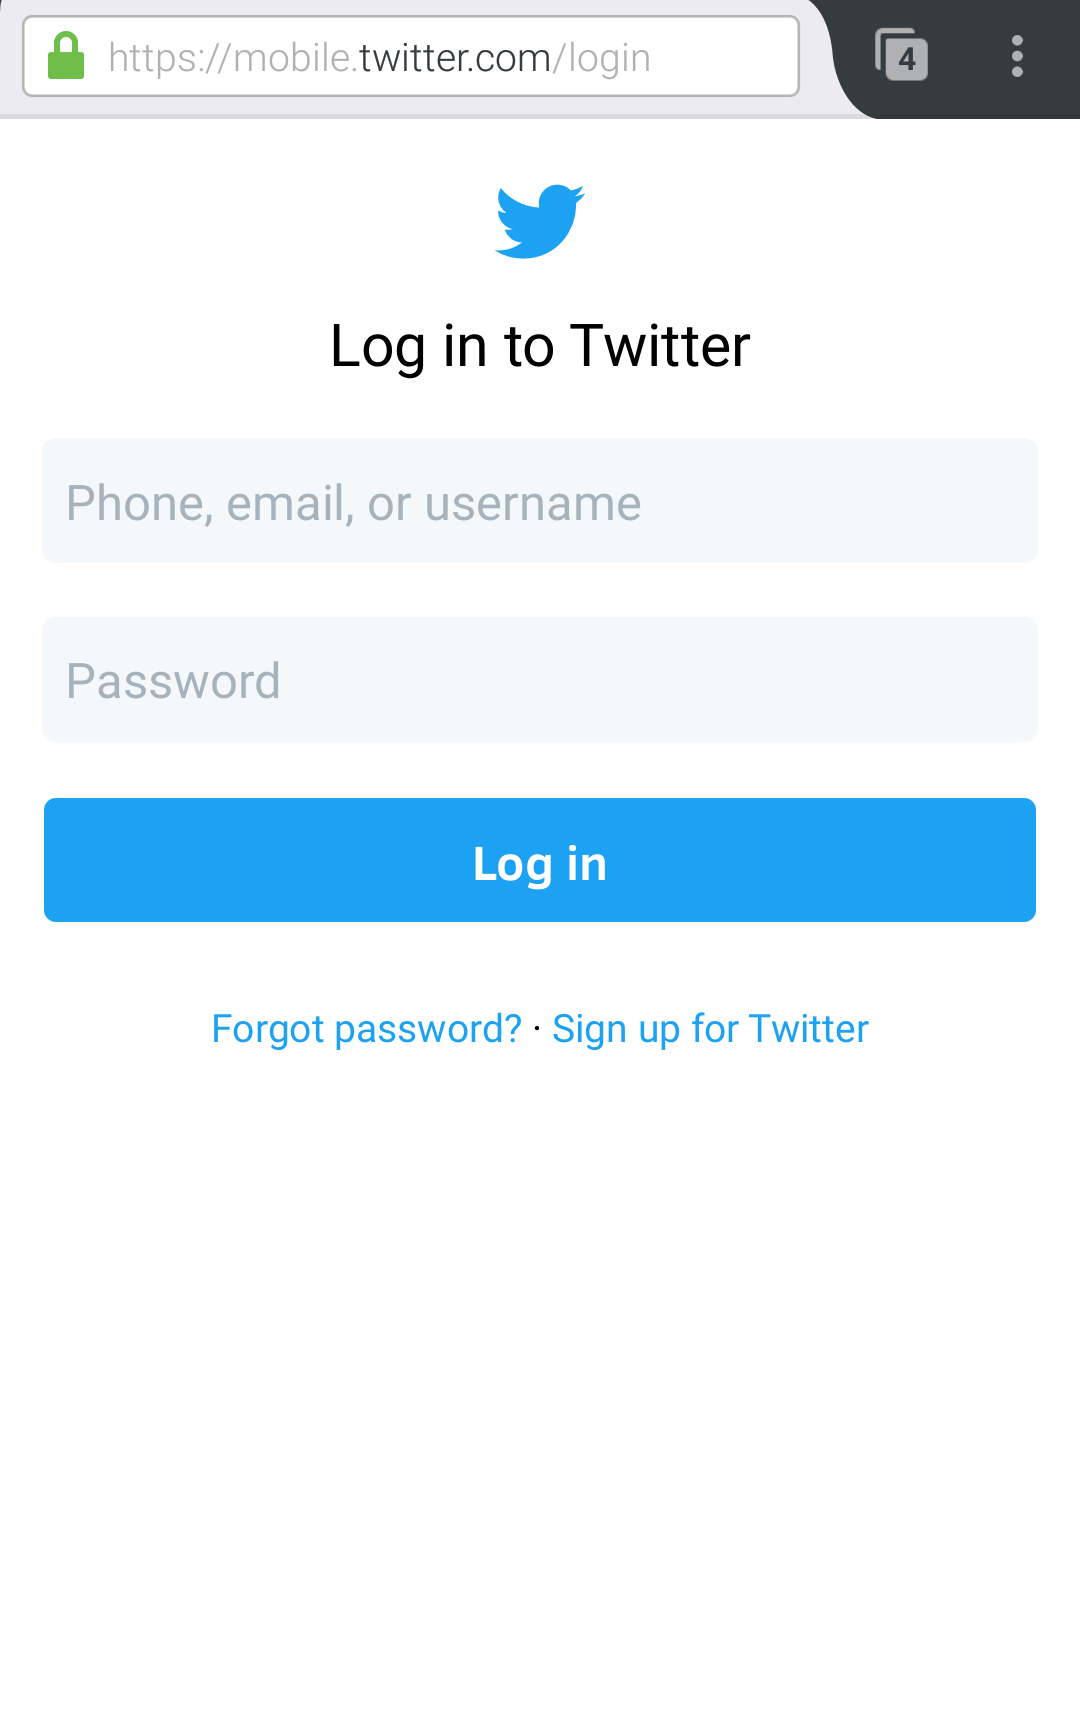 https://mobile.twitter.com/login
4
Log in to Twitter
Phone, email, or username
Password
Log in
Forgot password? · Sign up for Twitter